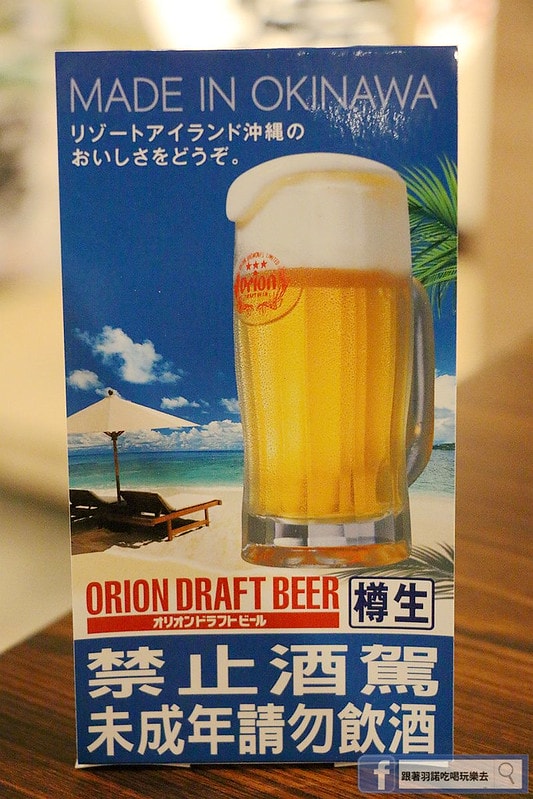 MADE IN OKINAWA
リゾートアイランド沖縄の
おいしさをどうぞ。
Orion
ORION DRAFT BEER
オリオンドラフトビール
樽生
禁止酒駕
未成年請勿飲酒
f 跟著羽諾吃喝玩樂去